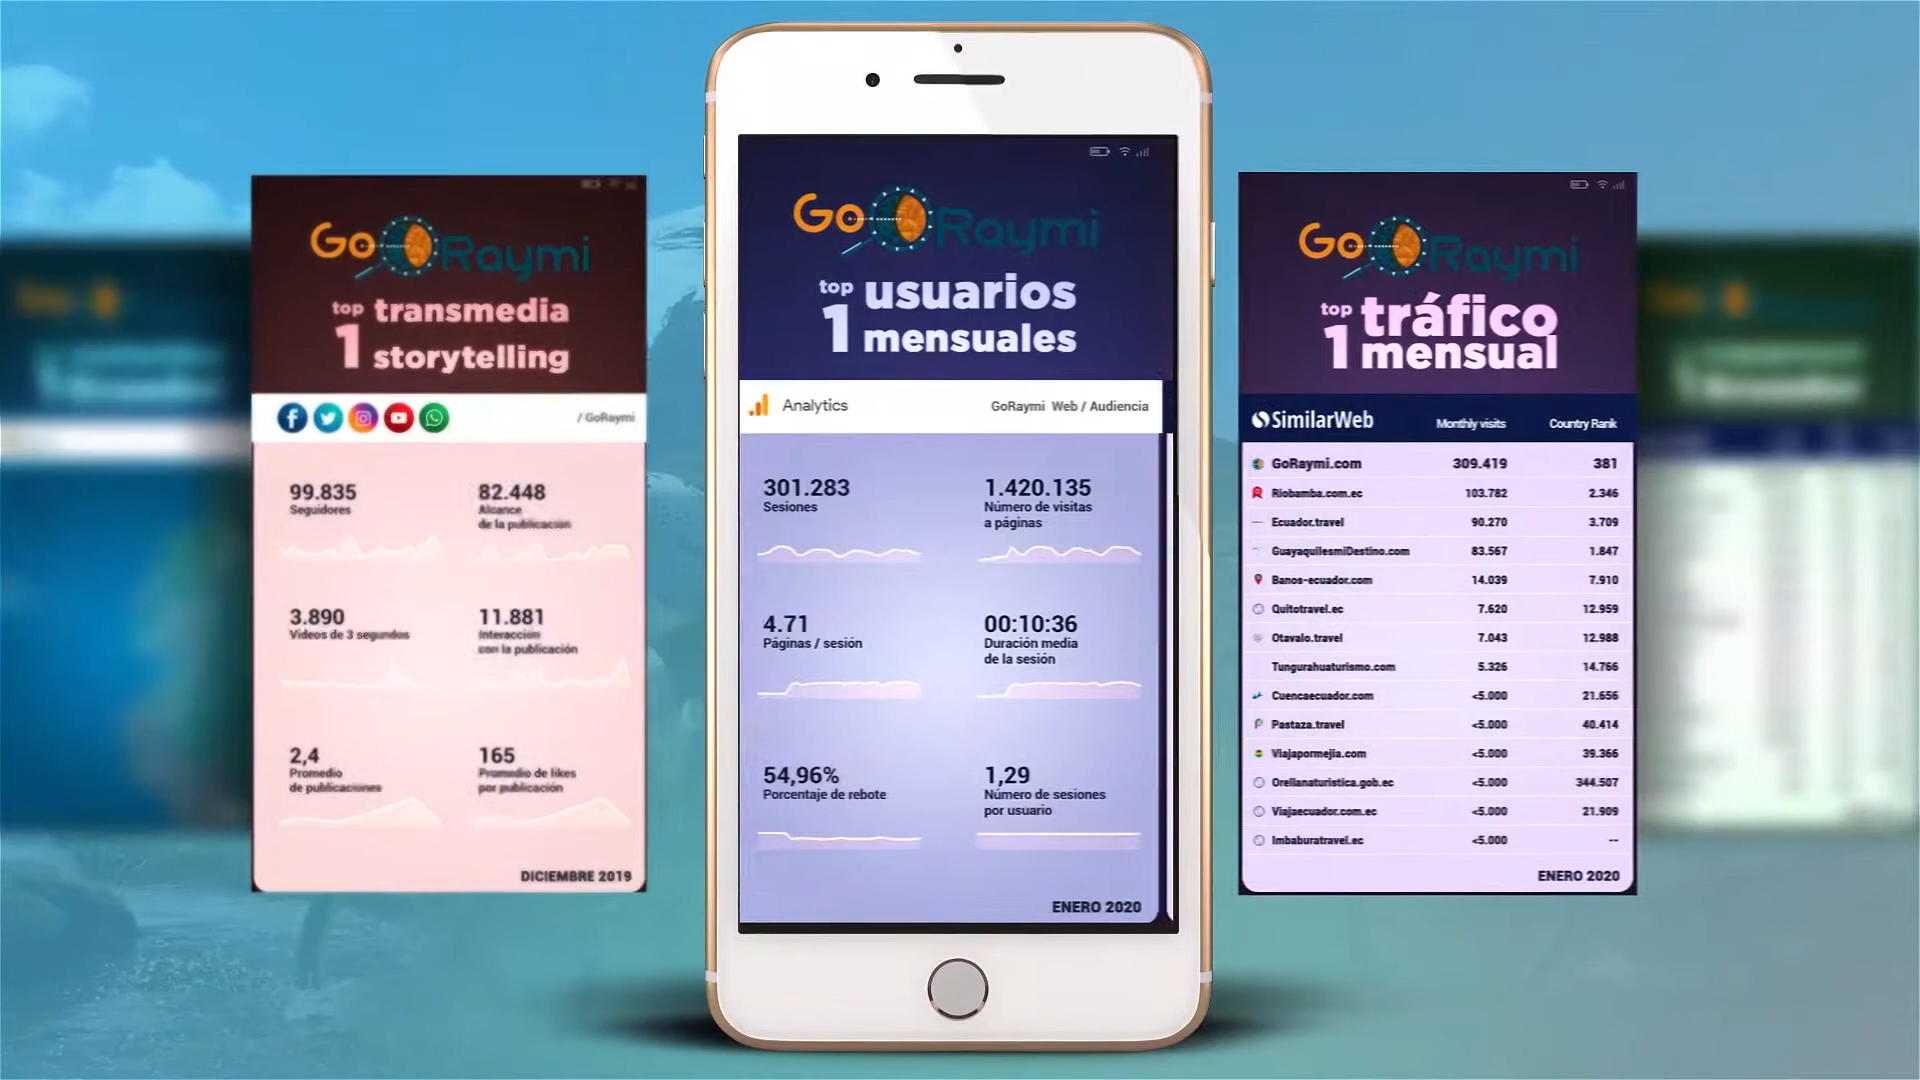 GoRaymi
top 1 transmedia
storytelling
/ GoRaymi
99.835
Seguidores
82.448
Alcance
de la publicación
3.890
Videos de 3 segundos
11.881
Interacción
con la publicación
2,4
Promedio
de publicaciones
165
Promedio de likes
por publicación
DICIEMBRE 2019
GoRaymi
top 1 usuarios
mensuales
Analytics
GoRaymi Web / Audiencia
301.283
Sesiones
1.420.135
Número de visitas
a páginas
4.71
Páginas / sesión
00:10:36
Duración media
de la sesión
54,96%
Porcentaje de rebote
1,29
Número de sesiones
por usuario
ENERO 2020
GoRaymi
top 1 tráfico
mensual
SimilarWeb Monthly visits Country Rank
GoRaymi.com 309.419 381
Riobamba.com.ec 103.782 2.346
Ecuador.travel 90.270 3.709
GuayaquilesmiDestino.com 83.567 1.847
Banos-ecuador.com 14.039 7.910
Quitotravel.ec 7.620 12.959
Otavalo.travel 7.043 12.988
Tungurahuaturismo.com 5.326 14.766
Cuencaecuador.com <5.000 21.656
Pastaza.travel <5.000 40.414
Viajapormejia.com <5.000 39.366
Orellanaturistica.gob.ec <5.000 344.507
Viajaecuador.com.ec <5.000 21.909
Imbaburatravel.ec <5.000 --
ENERO 2020